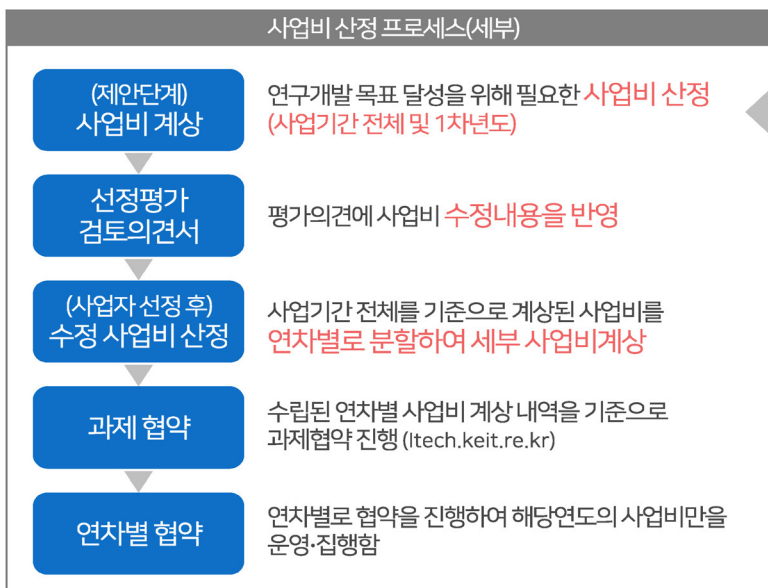 사업비 산정 프로세스(세부)
(제안단계)
사업비 계상
연구개발 목표 달성을 위해 필요한 사업비 산정
(사업기간 전체 및 1차년도)
선정평가
검토의견서
평가의견에 사업비 수정내용을 반영
(사업자 선정 후)
수정 사업비 산정
사업기간 전체를 기준으로 계상된 사업비를
연차별로 분할하여 세부 사업비계상
과제 협약
수립된 연차별 사업비 계상 내역을 기준으로
과제협약 진행 (Itech.keit.re.kr)
연차별 협약
연차별로 협약을 진행하여 해당연도의 사업비만을
운영·집행함